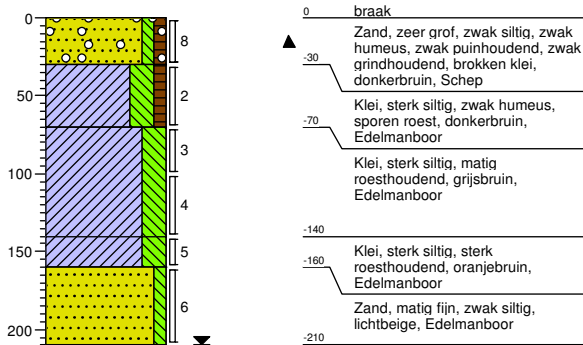 0
50
100
150
200
8
2
3
4
5
6
0
braak
Zand, zeer grof, zwak siltig, zwak
humeus, zwak puinhoudend, zwak
grindhoudend, brokken klei,
donkerbruin, Schep
-30
Klei, sterk siltig, zwak humeus,
sporen roest, donkerbruin,
Edelmanboor
-70
Klei, sterk siltig, matig
roesthoudend, grijsbruin,
Edelmanboor
-140
Klei, sterk siltig, sterk
roesthoudend, oranjebruin,
Edelmanboor
-160
Zand, matig fijn, zwak siltig,
lichtbeige, Edelmanboor
-210